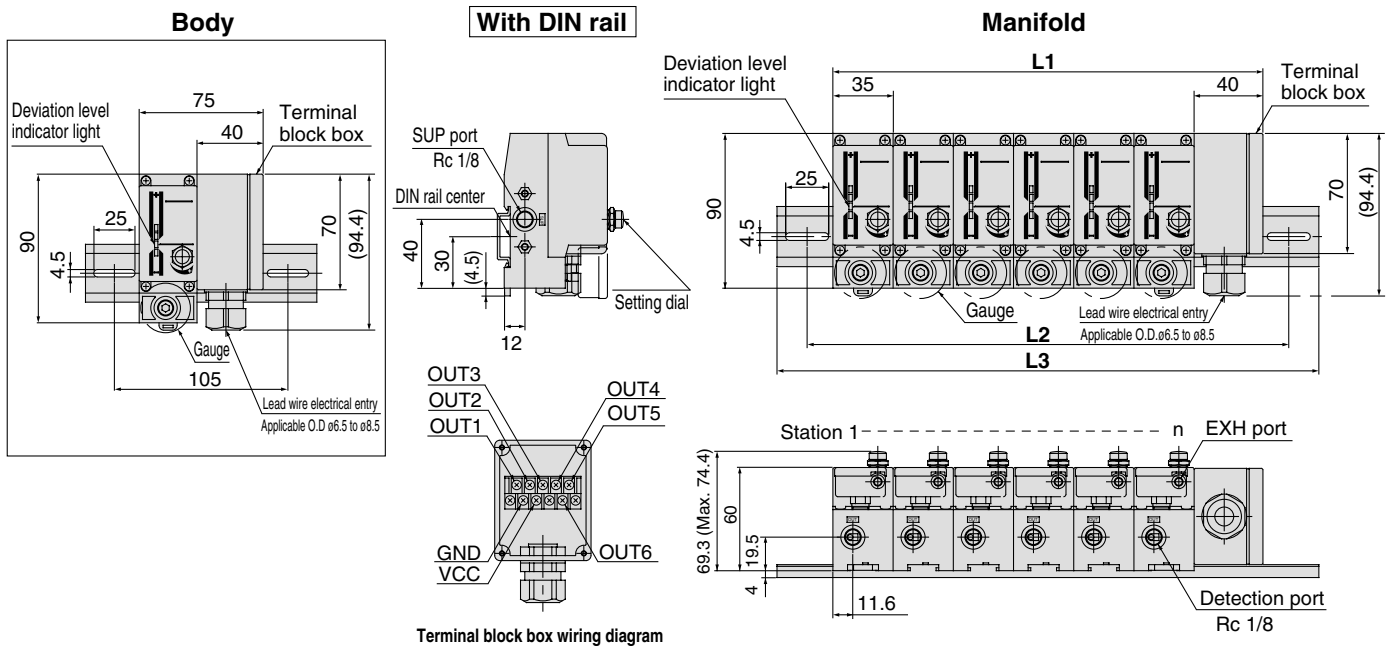 Body
With DIN rail
Manifold
Deviation level
indicator light
75
40
Terminal
block box
25
90
4.5
70
(94.4)
Gauge
105
Lead wire electrical entry
Applicable O.D ø6.5 to ø8.5
SUP port
Rc 1/8
DIN rail center
40
30
(4.5)
12
Setting dial
Deviation level
indicator light
L1
35
40
Terminal
block box
25
90
4.5
70
(94.4)
Gauge
Lead wire electrical entry
Applicable O.D.ø6.5 to ø8.5
L2
L3
OUT3
OUT2
OUT1
OUT4
OUT5
GND
VCC
OUT6
Terminal block box wiring diagram
Station 1
n
EXH port
69.3 (Max. 74.4)
60
19.5
4
11.6
Detection port
Rc 1/8